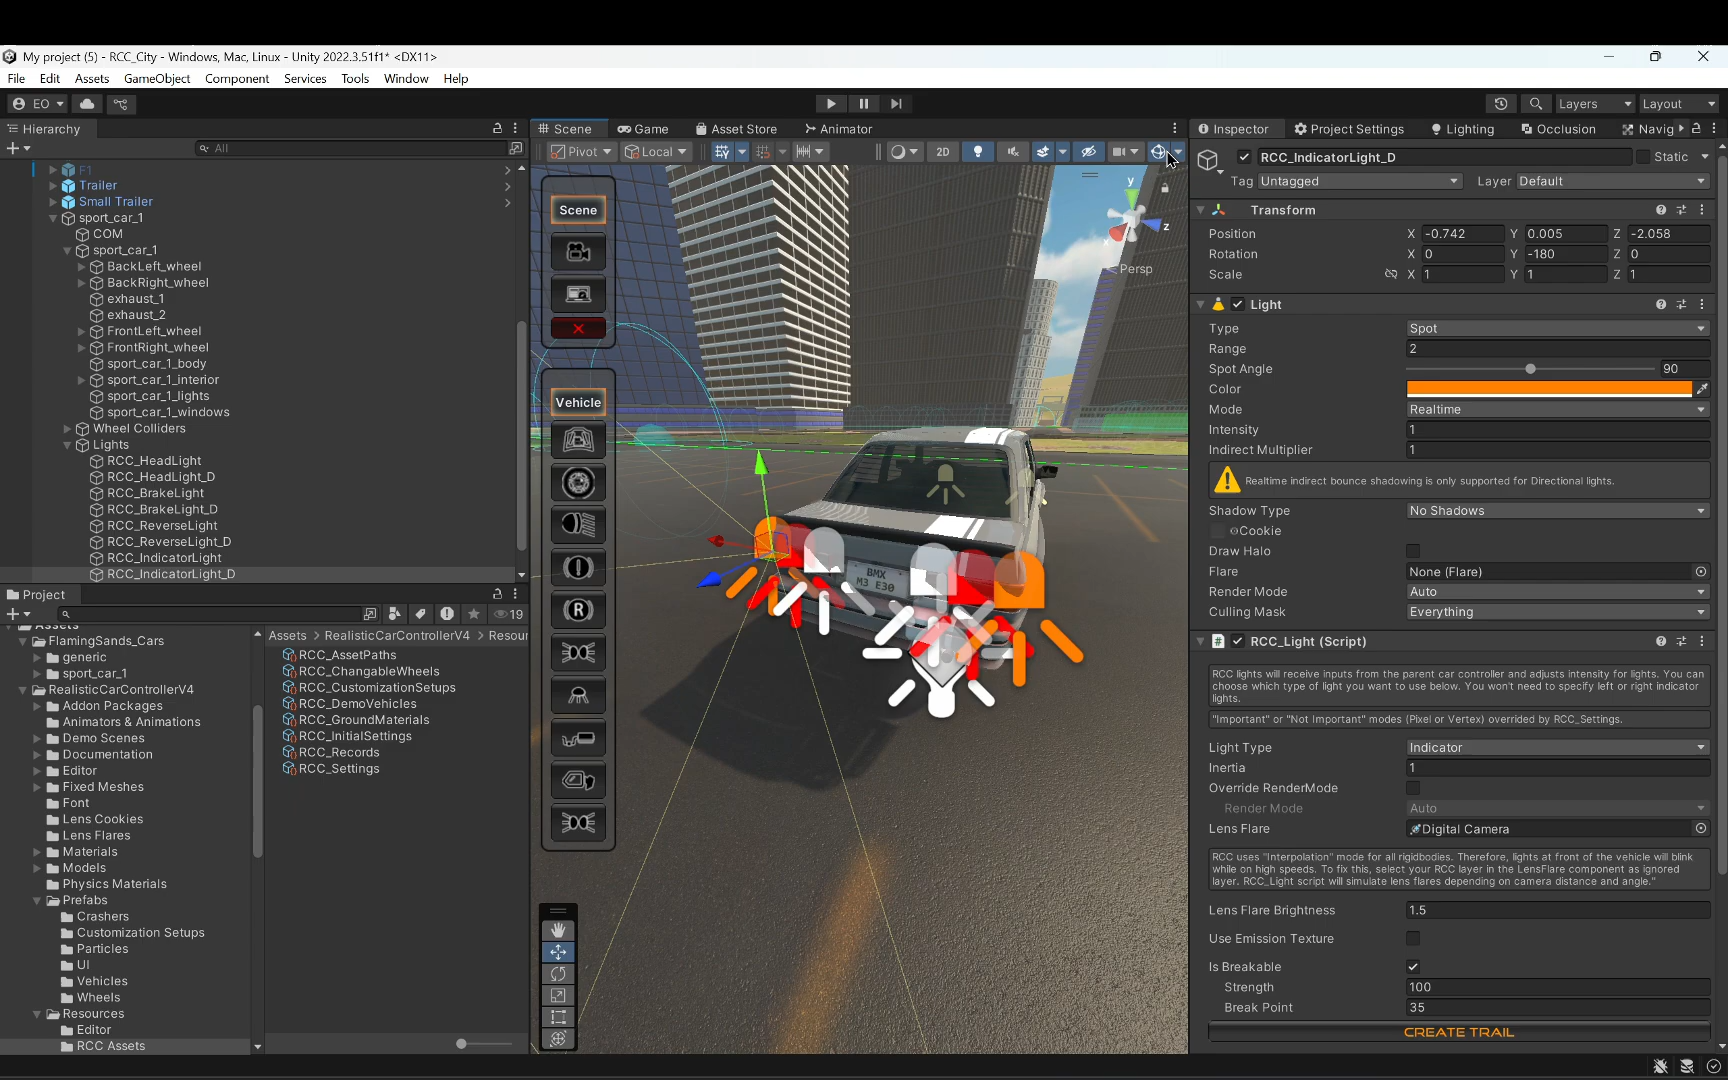 My project (5) - RCC_City - Windows, Mac, Linux - Unity 2022.3.51f1* <DX11>
File Edit Assets GameObject Component Services Tools Window Help
EO Layers Layout
Hierarchy
All
F1
Trailer
Small Trailer
sport_car_1
COM
sport_car_1
BackLeft_wheel
BackRight_wheel
exhaust_1
exhaust_2
FrontLeft_wheel
FrontRight_wheel
sport_car_1_body
sport_car_1_interior
sport_car_1_lights
sport_car_1_windows
Wheel Colliders
Lights
RCC_HeadLight
RCC_HeadLight_D
RCC_BrakeLight
RCC_BrakeLight_D
RCC_ReverseLight
RCC_ReverseLight_D
RCC_IndicatorLight
RCC_IndicatorLight_D
Project
19
Assets
FlamingSands_Cars
generic
sport_car_1
RealisticCarControllerV4
Addon Packages
Animators & Animations
Demo Scenes
Documentation
Editor
Fixed Meshes
Font
Lens Cookies
Lens Flares
Materials
Models
Physics Materials
Prefabs
Crashers
Customization Setups
Particles
UI
Vehicles
Wheels
Resources
Editor
RCC Assets
Assets > RealisticCarControllerV4 > Resour
RCC_AssetPaths
RCC_ChangableWheels
RCC_CustomizationSetups
RCC_DemoVehicles
RCC_GroundMaterials
RCC_InitialSettings
RCC_Records
RCC_Settings
Scene Game Asset Store Animator
Pivot Local 2D
Scene
Vehicle
y
z
x
Persp
BMX
M3 E30
Inspector Project Settings Lighting Occlusion Navig
RCC_IndicatorLight_D Static
Tag Untagged Layer Default
Transform
Position X -0.742 Y 0.005 Z -2.058
Rotation X 0 Y -180 Z 0
Scale X 1 Y 1 Z 1
Light
Type Spot
Range 2
Spot Angle 90
Color
Mode Realtime
Intensity 1
Indirect Multiplier 1
Realtime indirect bounce shadowing is only supported for Directional lights.
Shadow Type No Shadows
Cookie
Draw Halo
Flare None (Flare)
Render Mode Auto
Culling Mask Everything
RCC_Light (Script)
RCC lights will receive inputs from the parent car controller and adjusts intensity for lights. You can
choose which type of light you want to use below. You won't need to specify left or right indicator
lights.
"Important" or "Not Important" modes (Pixel or Vertex) overrided by RCC_Settings.
Light Type Indicator
Inertia 1
Override RenderMode
Render Mode Auto
Lens Flare Digital Camera
RCC uses "Interpolation" mode for all rigidbodies. Therefore, lights at front of the vehicle will blink
while on high speeds. To fix this, select your RCC layer in the LensFlare component as ignored
layer. RCC_Light script will simulate lens flares depending on camera distance and angle."
Lens Flare Brightness 1.5
Use Emission Texture
Is Breakable
Strength 100
Break Point 35
CREATE TRAIL